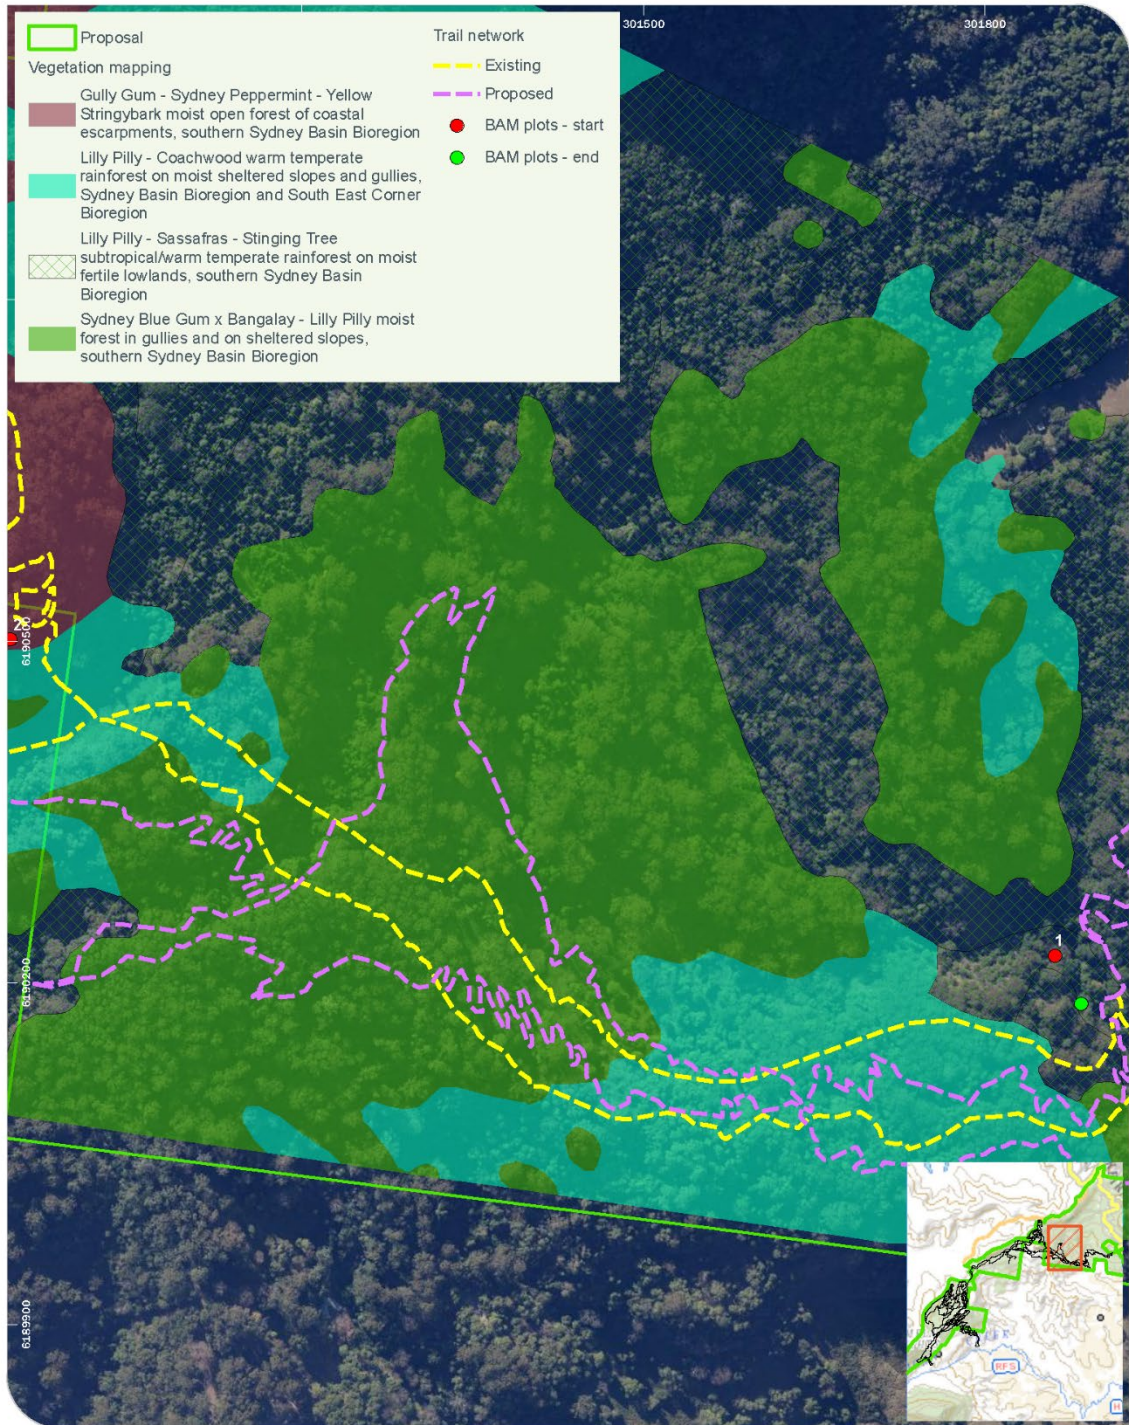 301500
301800
Proposal
Vegetation mapping
Gully Gum - Sydney Peppermint - Yellow
Stringybark moist open forest of coastal
escarpments, southern Sydney Basin Bioregion
Lilly Pilly - Coachwood warm temperate
rainforest on moist sheltered slopes and gullies,
Sydney Basin Bioregion and South East Corner
Bioregion
Lilly Pilly - Sassafras - Stinging Tree
subtropical/warm temperate rainforest on moist
fertile lowlands, southern Sydney Basin
Bioregion
Sydney Blue Gum x Bangalay - Lilly Pilly moist
forest in gullies and on sheltered slopes,
southern Sydney Basin Bioregion
Trail network
Existing
Proposed
BAM plots - start
BAM plots - end
2
6190500
1
6190200
6189900
RFS
H